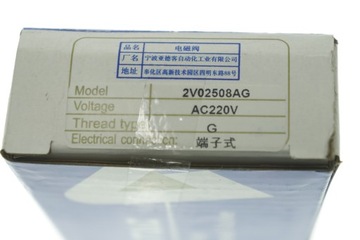 品名 电磁阀
厂名 宁波亚德客自动化工业有限公司
地址 奉化区高新技术园区四明东路88号
Model 2V02508AG
Voltage AC220V
Thread type G
Electrical connection: 端子式